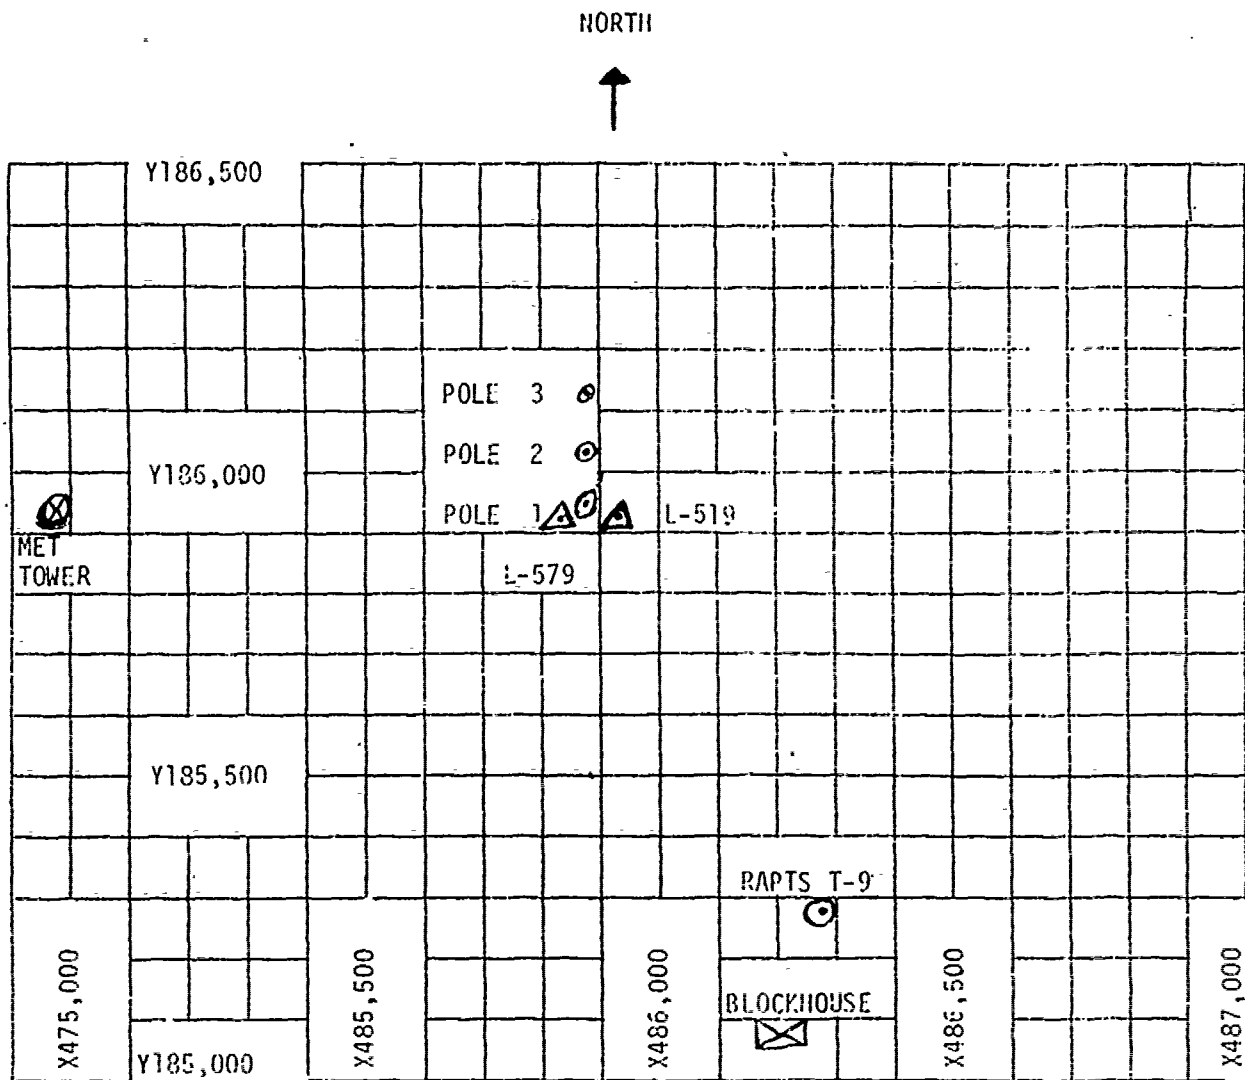 NORTH
Y186,500
POLE 3
POLE 2
Y186,000
POLE 1
L-519
MET
TOWER
L-579
Y185,500
RAPTS T-9
X475,000
X485,500
X486,000
X486,500
X487,000
BLOCKHOUSE
Y185,000